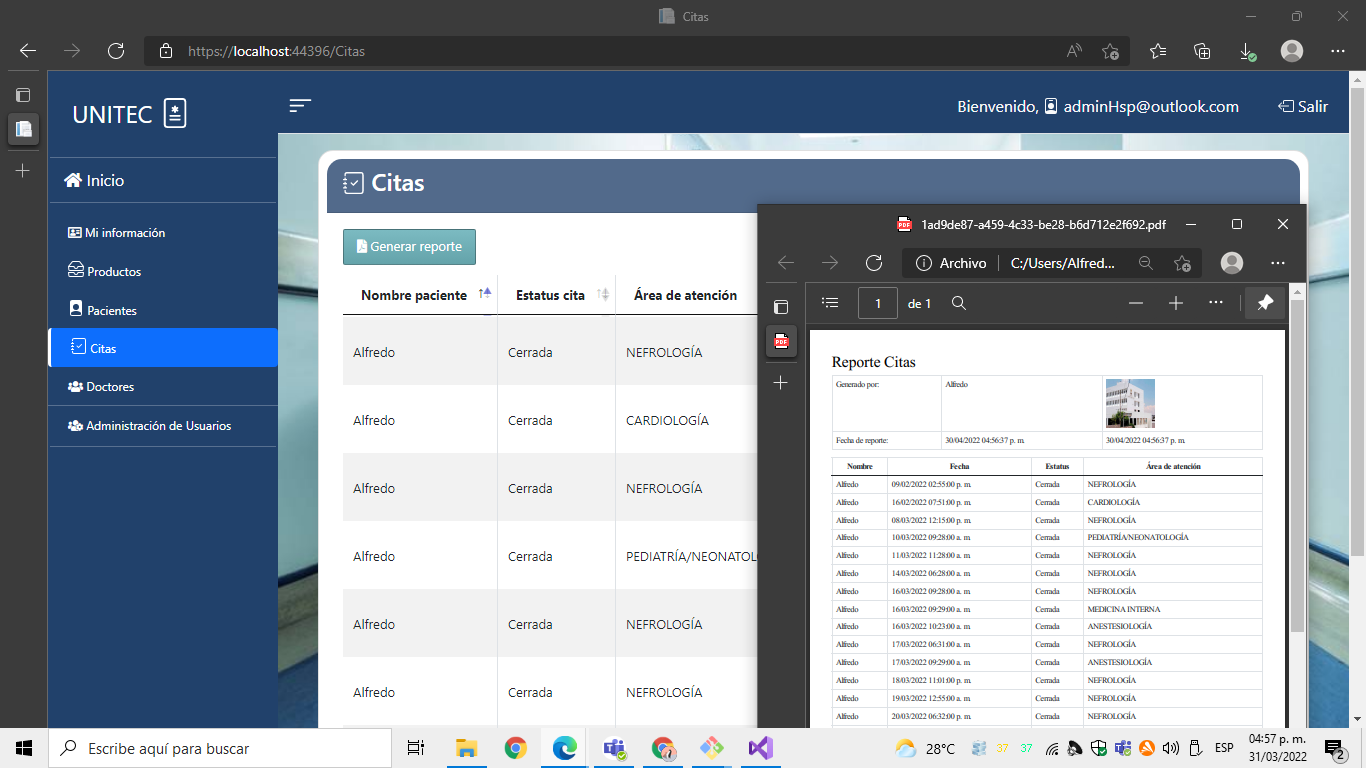 Citas
https://localhost:44396/Citas
UNITEC
Bienvenido, adminHsp@outlook.com
Salir
Inicio
Mi información
Productos
Pacientes
Citas
Doctores
Administración de Usuarios
Citas
Generar reporte
Nombre paciente Estatus cita Área de atención
Alfredo Cerrada NEFROLOGÍA
Alfredo Cerrada CARDIOLOGÍA
Alfredo Cerrada NEFROLOGÍA
Alfredo Cerrada PEDIATRÍA/NEONATOLO
Alfredo Cerrada NEFROLOGÍA
Alfredo Cerrada NEFROLOGÍA
1ad9de87-a459-4c33-be28-b6d712e2f692.pdf
Archivo C:/Users/Alfred...
1 de 1
Reporte Citas
Generado por: Alfredo
Fecha de reporte: 30/04/2022 04:56:37 p. m. 30/04/2022 04:56:37 p. m.
Nombre Fecha Estatus Área de atención
Alfredo 09/02/2022 02:55:00 p. m. Cerrada NEFROLOGÍA
Alfredo 16/02/2022 07:51:00 p. m. Cerrada CARDIOLOGÍA
Alfredo 08/03/2022 12:15:00 p. m. Cerrada NEFROLOGÍA
Alfredo 10/03/2022 09:28:00 a. m. Cerrada PEDIATRÍA/NEONATOLOGÍA
Alfredo 11/03/2022 11:28:00 a. m. Cerrada NEFROLOGÍA
Alfredo 14/03/2022 06:28:00 a. m. Cerrada NEFROLOGÍA
Alfredo 16/03/2022 09:28:00 a. m. Cerrada NEFROLOGÍA
Alfredo 16/03/2022 09:29:00 a. m. Cerrada MEDICINA INTERNA
Alfredo 16/03/2022 10:23:00 a. m. Cerrada ANESTESIOLOGÍA
Alfredo 17/03/2022 06:31:00 a. m. Cerrada NEFROLOGÍA
Alfredo 17/03/2022 09:29:00 a. m. Cerrada ANESTESIOLOGÍA
Alfredo 18/03/2022 11:01:00 p. m. Cerrada NEFROLOGÍA
Alfredo 19/03/2022 12:55:00 p. m. Cerrada NEFROLOGÍA
Alfredo 20/03/2022 06:32:00 p. m. Cerrada NEFROLOGÍA
Escribe aquí para buscar
28°C
37
37
ESP
04:57 p. m.
31/03/2022
2